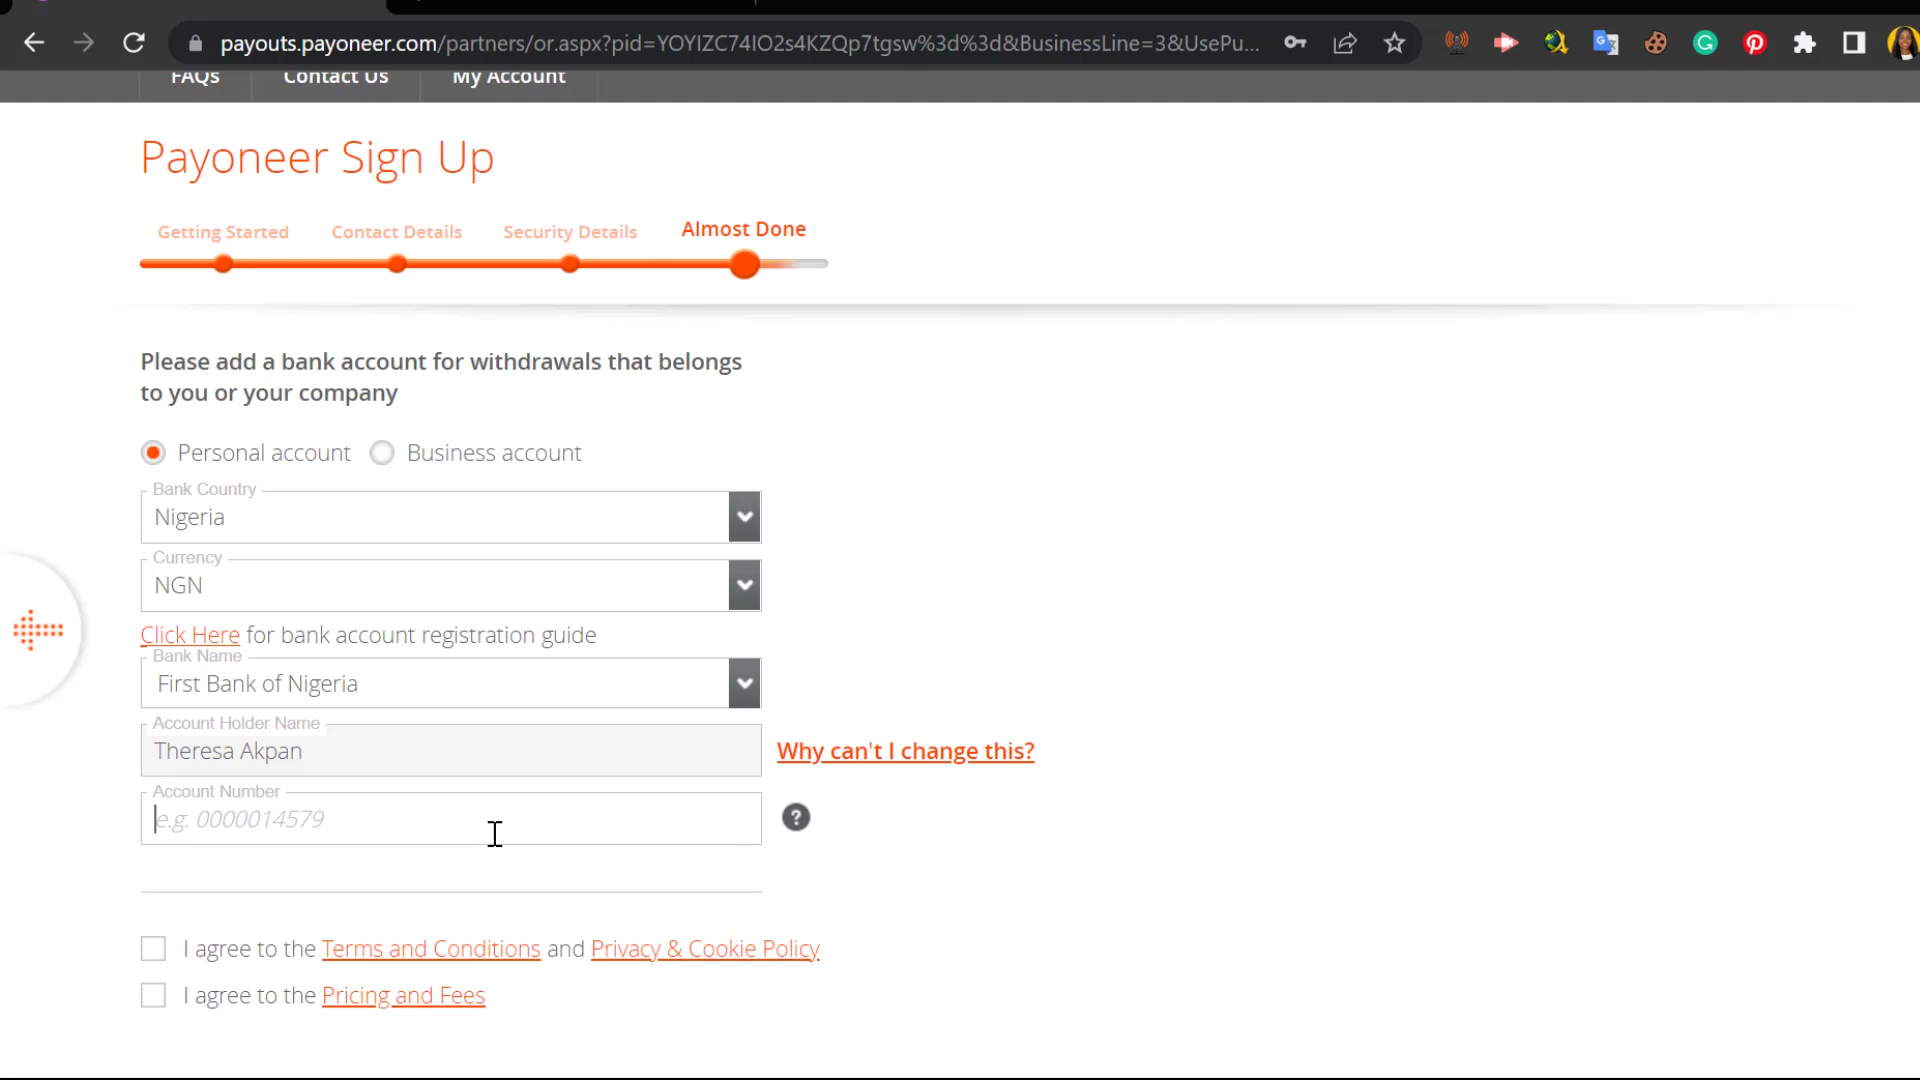 payouts.payoneer.com/partners/or.aspx?pid=YOYIZC74IO2s4KZQp7tgsw%3d%3d&BusinessLine=3&UsePu...
FAQs
Contact Us
My Account
Payoneer Sign Up
Getting Started
Contact Details
Security Details
Almost Done
Please add a bank account for withdrawals that belongs
to you or your company
Personal account
Business account
Bank Country
Nigeria
Currency
NGN
Click Here for bank account registration guide
Bank Name
First Bank of Nigeria
Account Holder Name
Theresa Akpan
Why can't I change this?
Account Number
e.g. 0000014579
?
I agree to the Terms and Conditions and Privacy & Cookie Policy
I agree to the Pricing and Fees